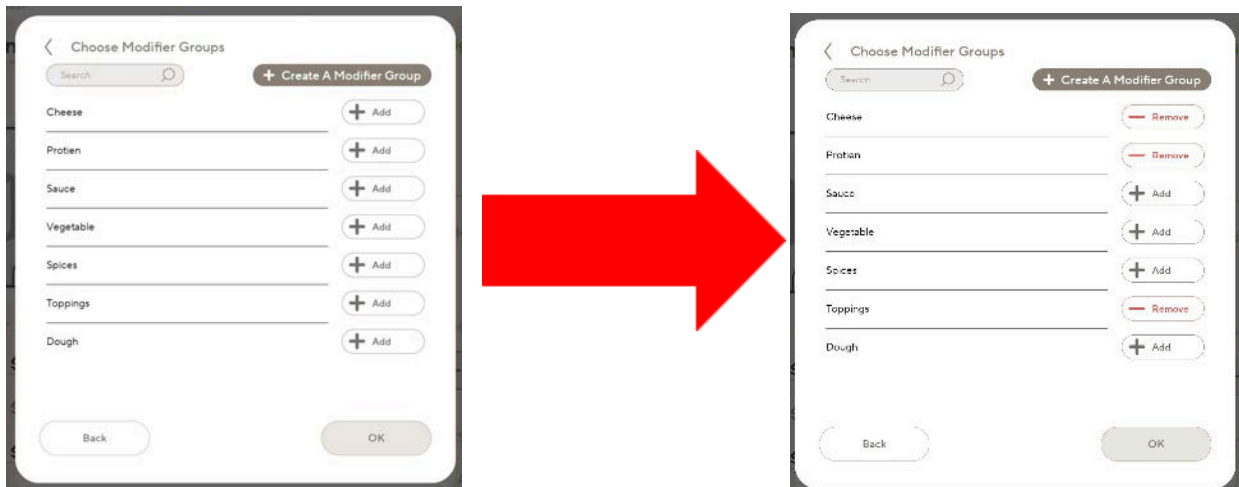 Choose Modifier Groups
Search
+ Create A Modifier Group
Cheese + Add
Protien + Add
Sauce + Add
Vegetable + Add
Spices + Add
Toppings + Add
Dough + Add
Back OK
Choose Modifier Groups
Search
+ Create A Modifier Group
Cheese — Remove
Protian — Remove
Sauce + Add
Vegetable + Add
Spices + Add
Toppings — Remove
Dough + Add
Back OK